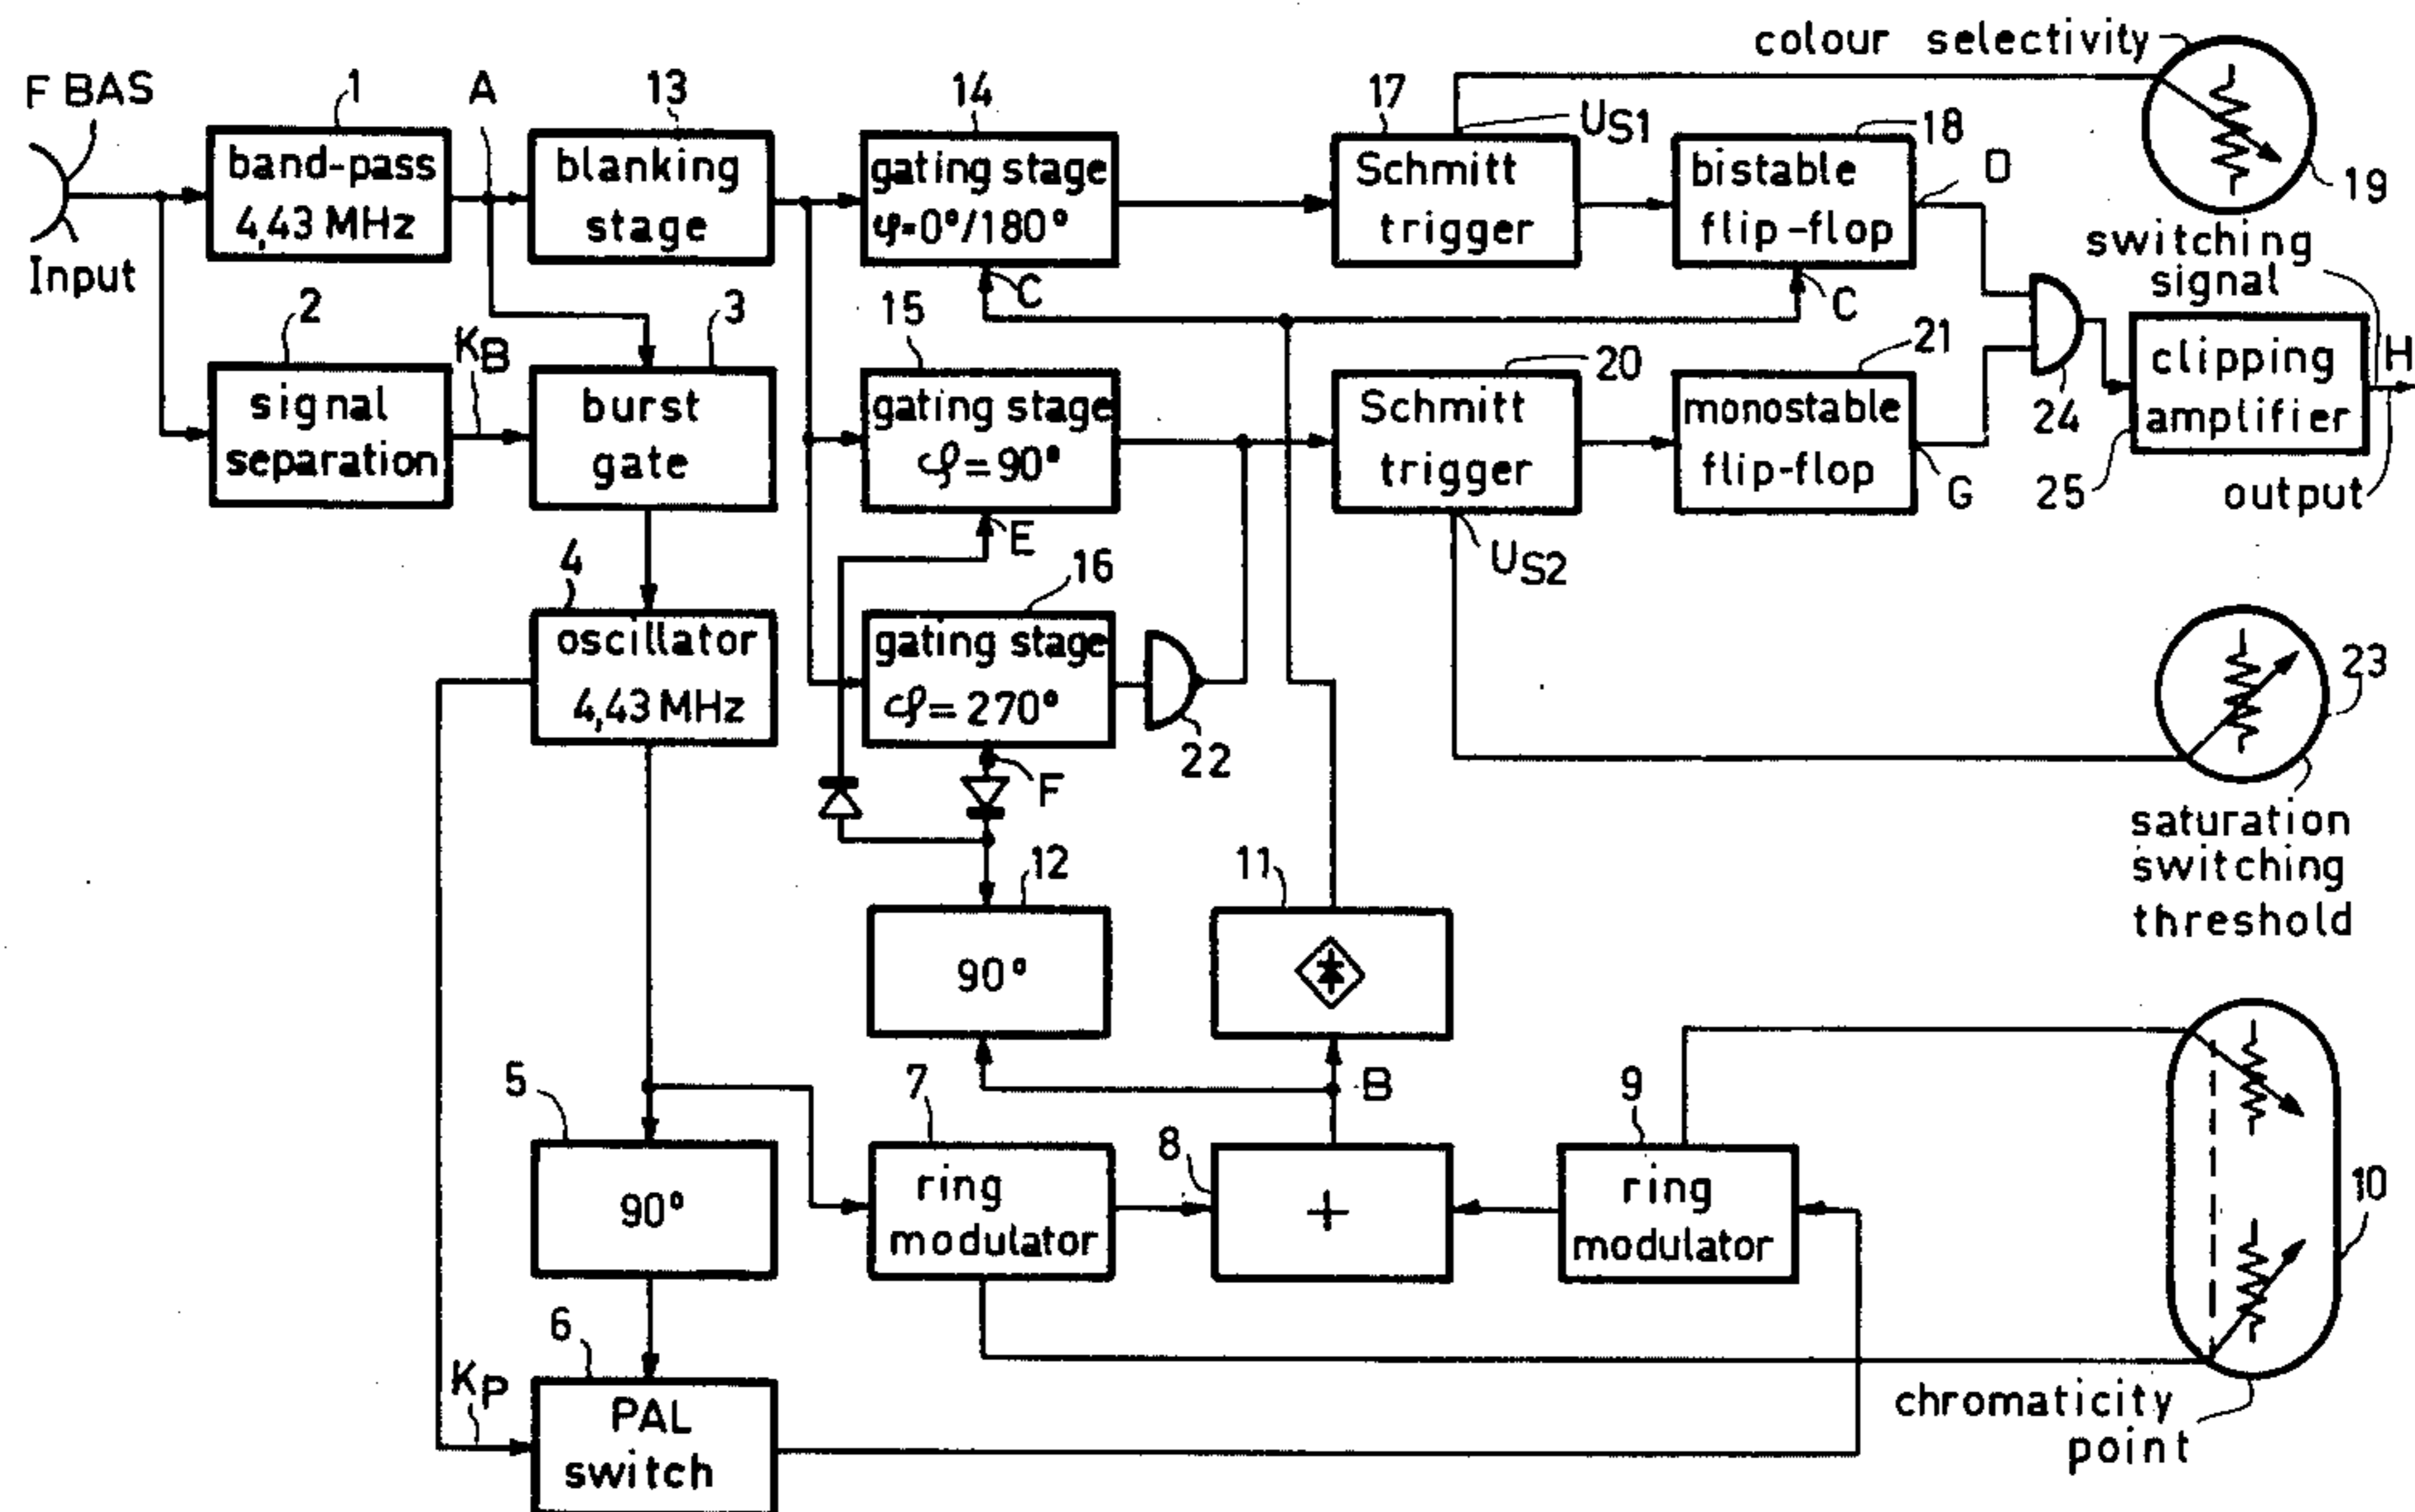 colour selectivity
F BAS
1
A
13
14
17
US1
18
D
19
band-pass
4,43 MHz
blanking
stage
gating stage
φ=0°/180°
Schmitt
trigger
bistable
flip-flop
Input
C
C
switching
signal
2
KB
3
15
20
21
24
H
signal
separation
burst
gate
gating stage
φ=90°
Schmitt
trigger
monostable
flip-flop
clipping
amplifier
G
25
output
E
US2
4
16
oscillator
4,43 MHz
gating stage
φ=270°
22
23
F
saturation
switching
threshold
12
11
90°
5
7
B
8
9
10
90°
ring
modulator
+
ring
modulator
6
KP
PAL
switch
chromaticity
point